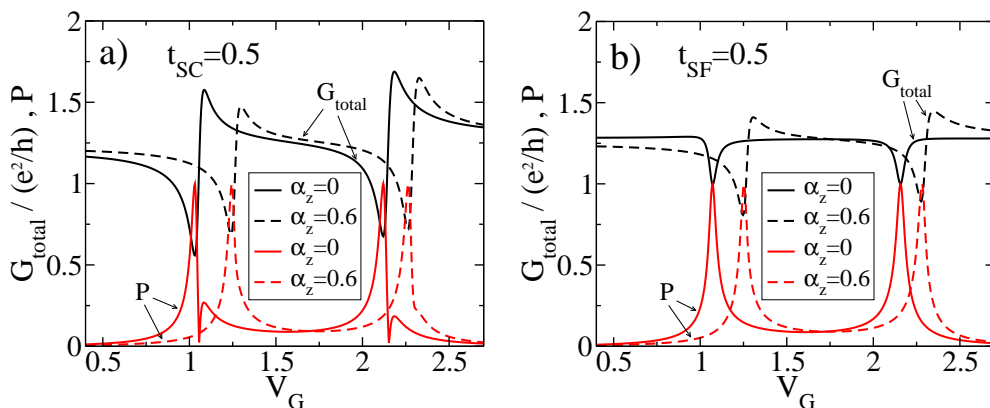 a) t_SC=0.5
G_total
α_z=0
α_z=0.6
α_z=0
α_z=0.6
P
G_total / (e²/h) , P
2
1.5
1
0.5
0
0.5 1 1.5 2 2.5
V_G
b) t_SF=0.5
G_total
α_z=0
α_z=0.6
α_z=0
α_z=0.6
P
G_total / (e²/h) , P
2
1.5
1
0.5
0
0.5 1 1.5 2 2.5
V_G